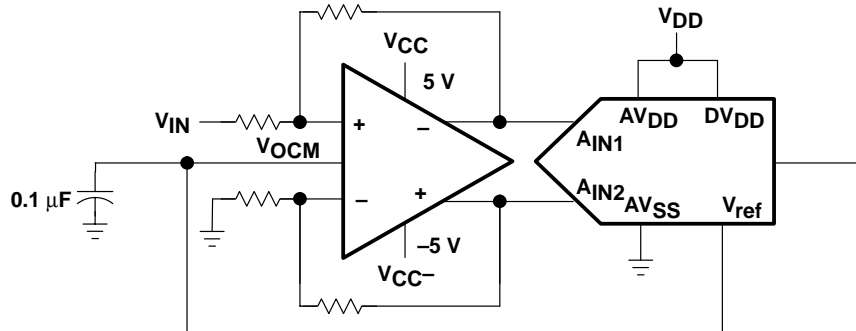 VDD
VCC
5 V
AVDD DVDD
VIN
+
−
AIN1
VOCM
0.1 μF
−
+
AIN2
AVSS
Vref
−5 V
VCC−